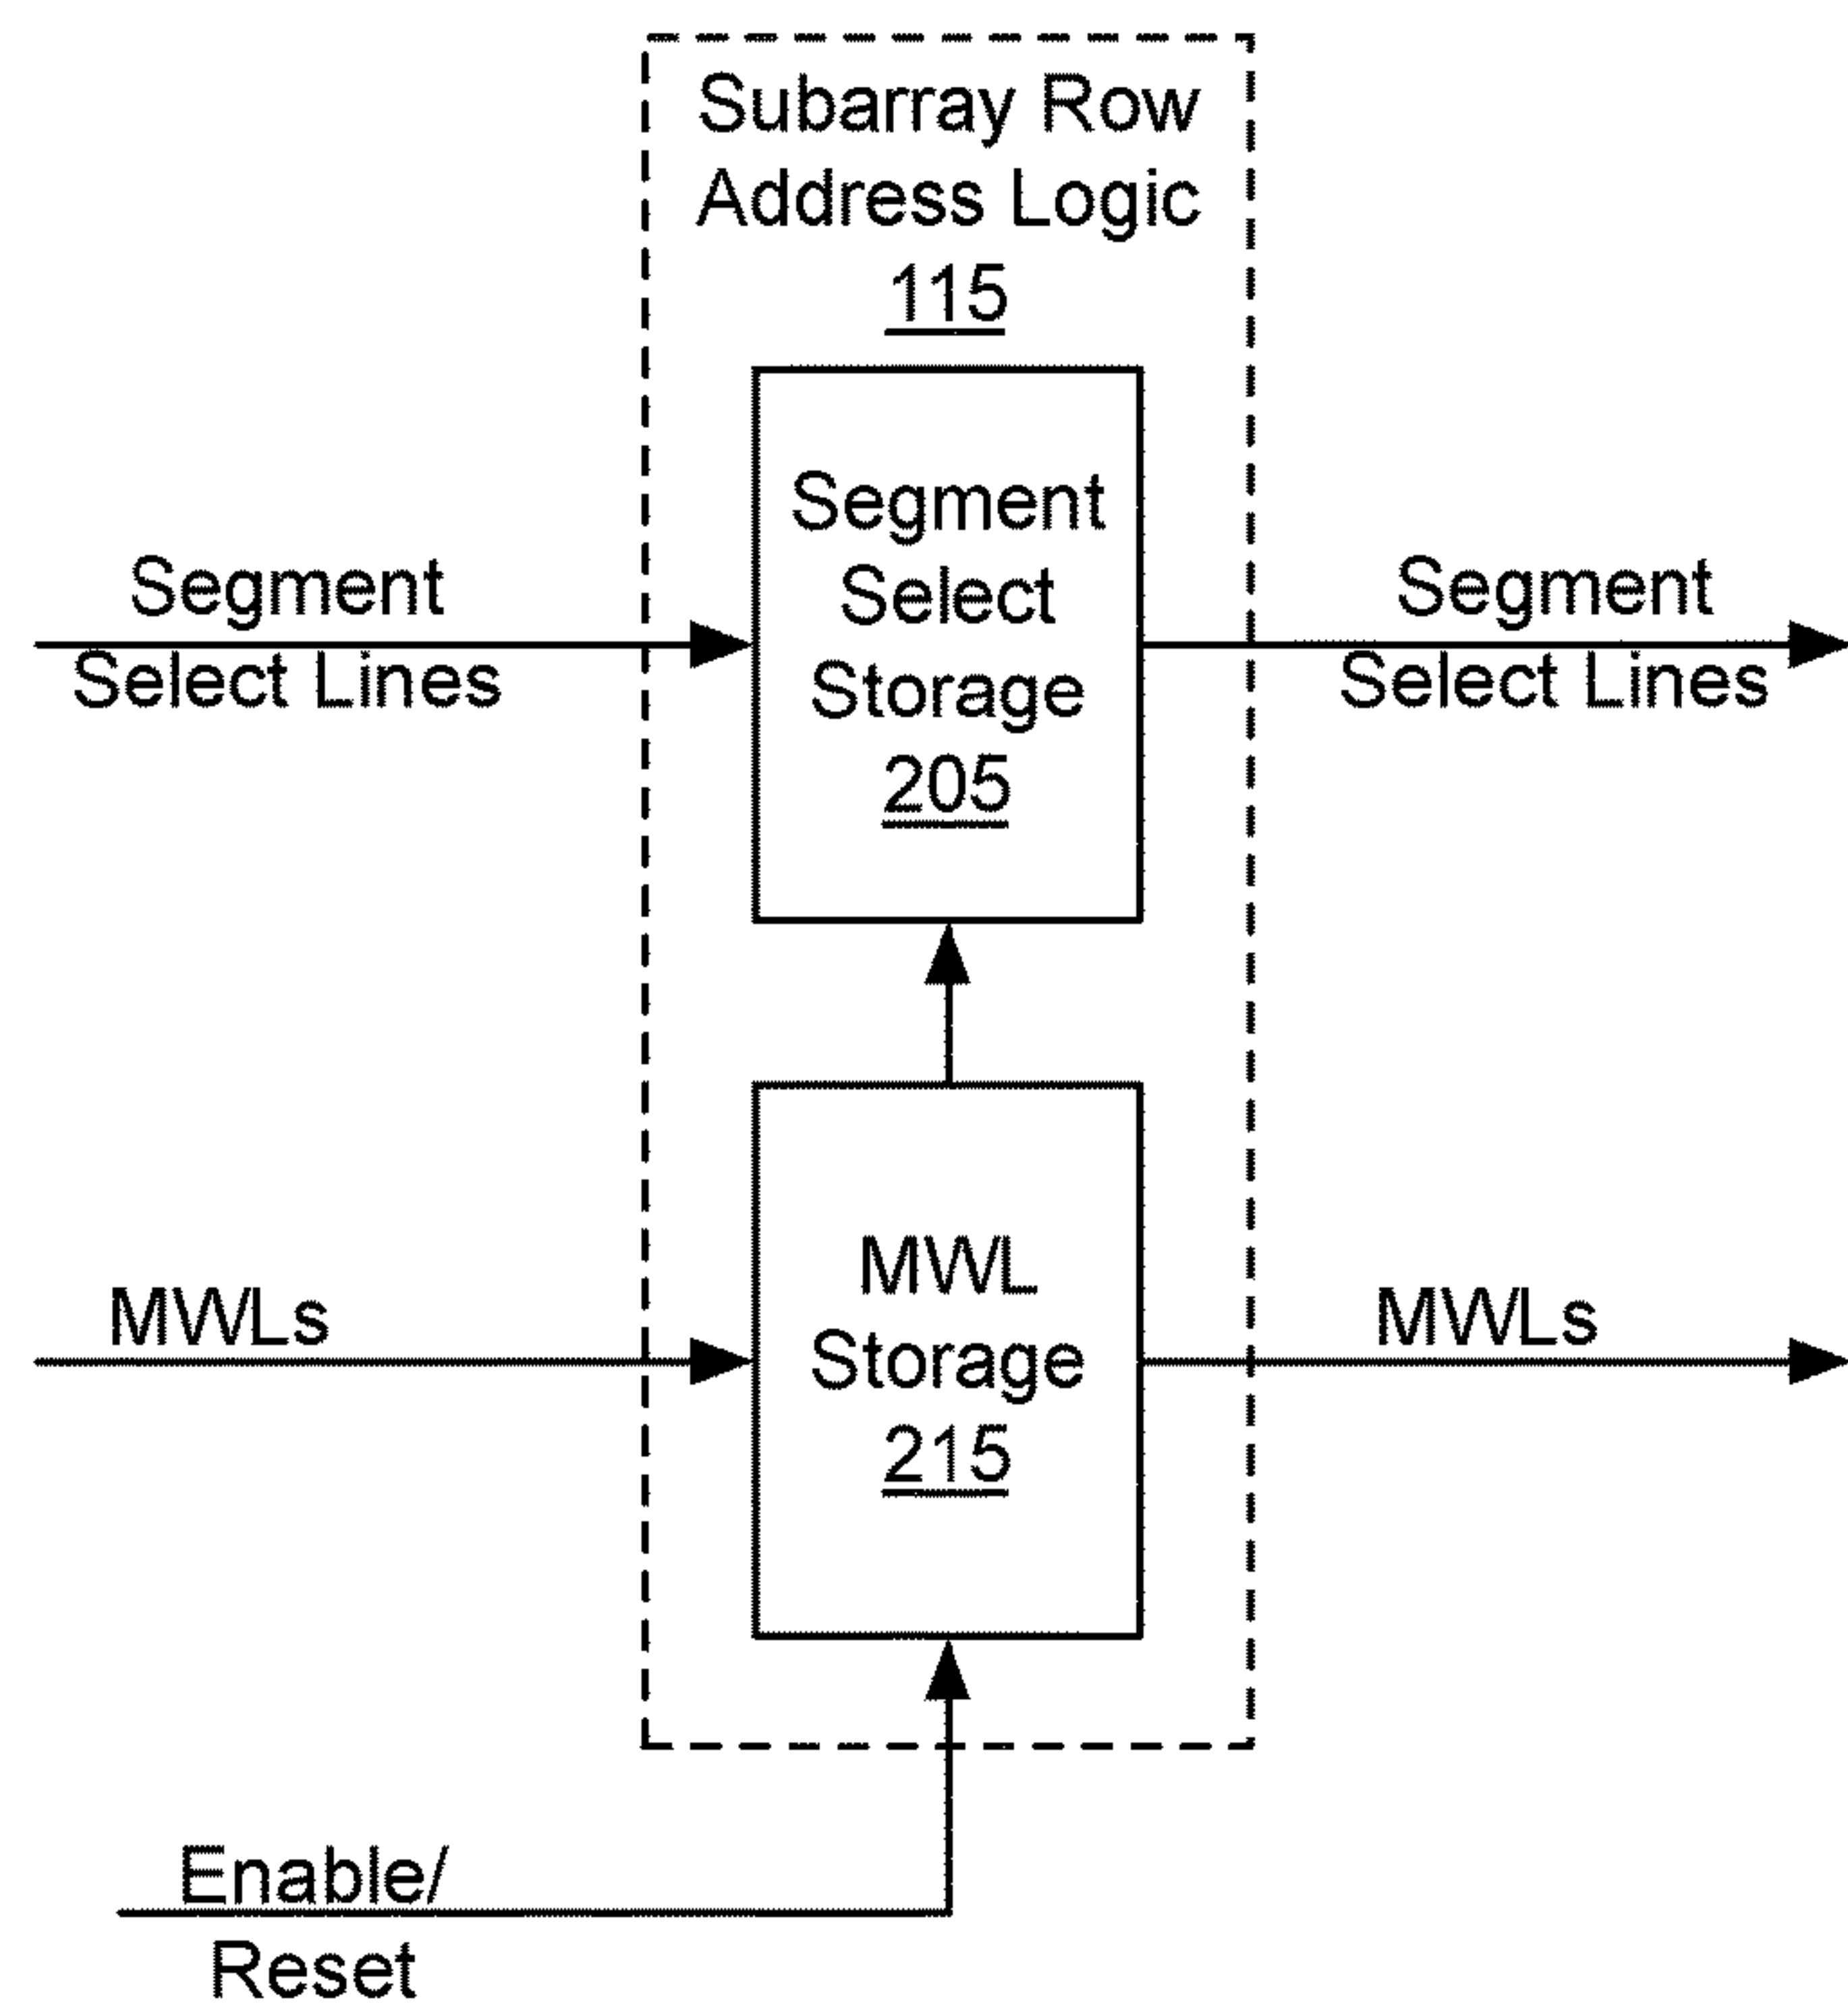 Subarray Row
Address Logic
115
Segment
Select
Storage
205
Segment
Select Lines
Segment
Select Lines
MWL
Storage
215
MWLs
MWLs
Enable/
Reset